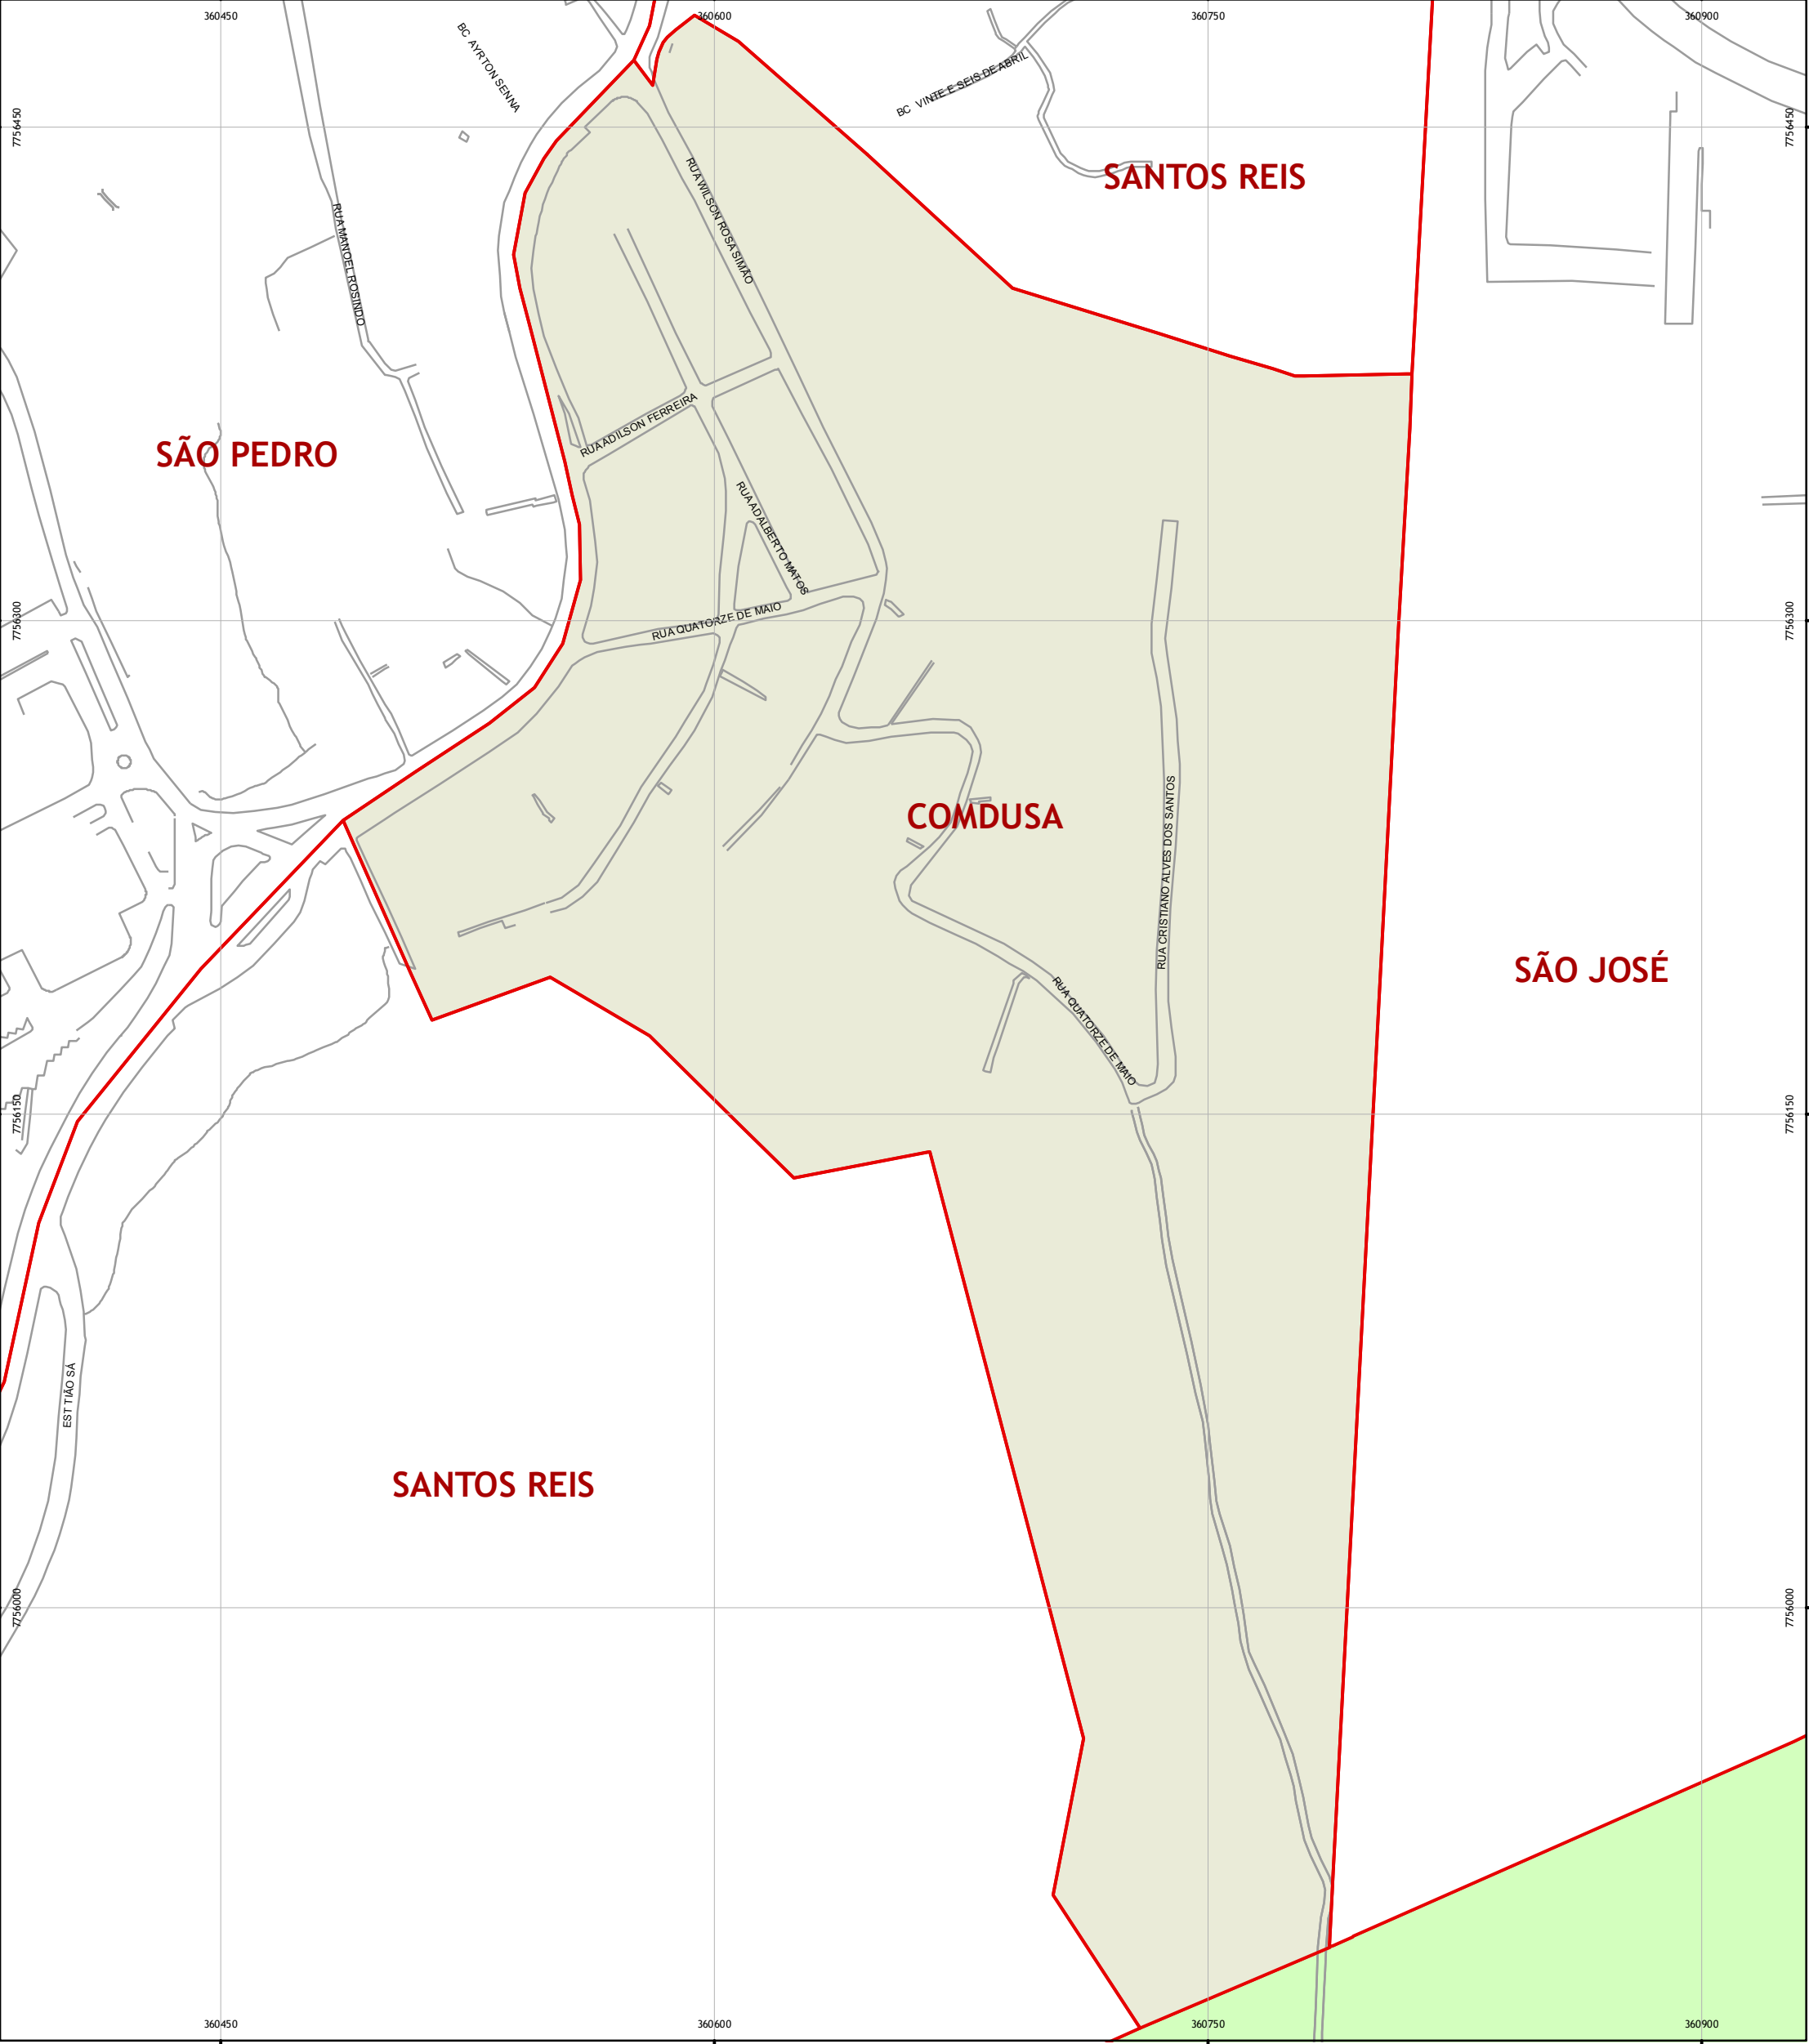 360450
360600
360750
360900
BC AYRTON SENNA
BC VINTE E SEIS DE ABRIL
7756450
7756450
SANTOS REIS
RUA WILSON ROSA SIMÃO
RUA MANOEL ROSINDO
RUA ADILSON FERREIRA
SÃO PEDRO
RUA ADALBERTO MATOS
RUA QUATORZE DE MAIO
7756300
7756300
COMDUSA
RUA CRISTIANO ALVES DOS SANTOS
SÃO JOSÉ
RUA QUATORZE DE MAIO
7756150
7756150
EST TIÃO SÁ
SANTOS REIS
7756000
7756000
360450
360600
360750
360900